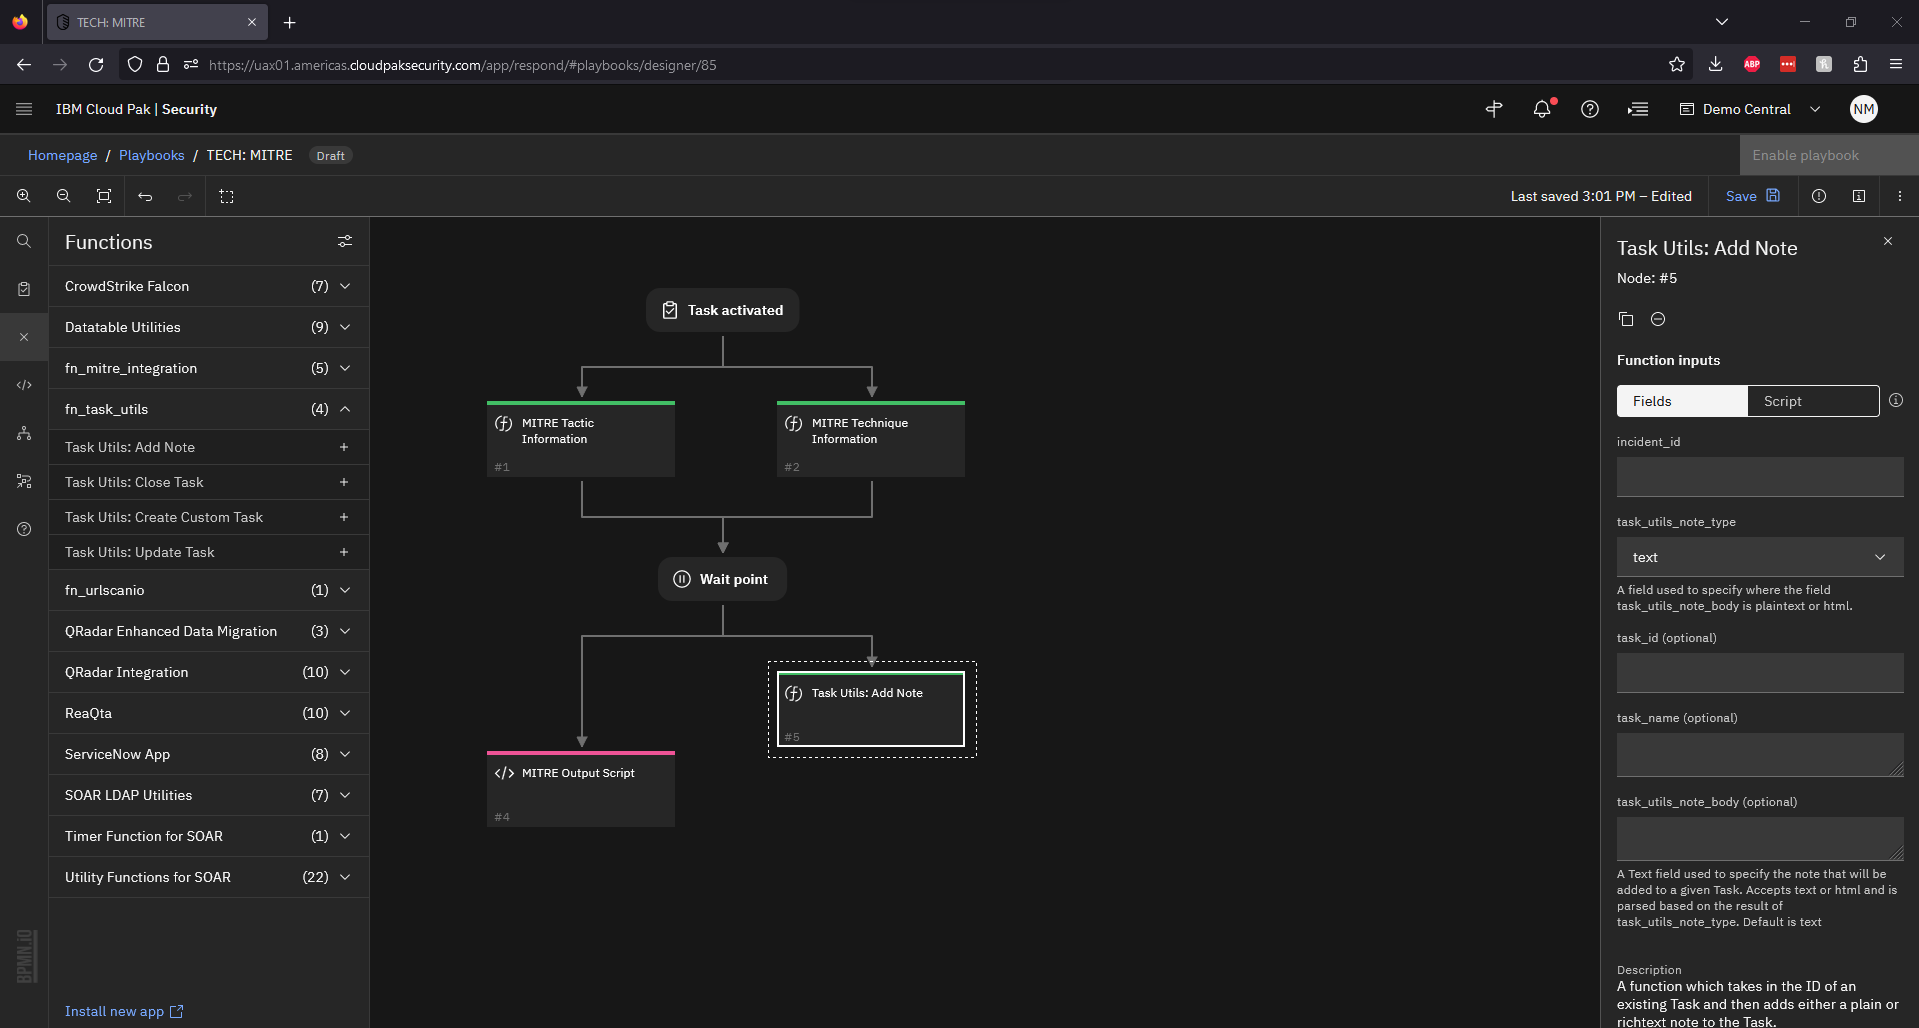 TECH: MITRE
https://uax01.americas.cloudpaksecurity.com/app/respond/#playbooks/designer/85
ABP
IBM Cloud Pak | Security
Demo Central
NM
Homepage / Playbooks / TECH: MITRE Draft
Enable playbook
Last saved 3:01 PM – Edited
Save
Functions
CrowdStrike Falcon (7)
Datatable Utilities (9)
fn_mitre_integration (5)
fn_task_utils (4)
Task Utils: Add Note
Task Utils: Close Task
Task Utils: Create Custom Task
Task Utils: Update Task
fn_urlscanio (1)
QRadar Enhanced Data Migration (3)
QRadar Integration (10)
ReaQta (10)
ServiceNow App (8)
SOAR LDAP Utilities (7)
Timer Function for SOAR (1)
Utility Functions for SOAR (22)
BPMN.iO
Install new app
Task activated
MITRE Tactic
Information
#1
MITRE Technique
Information
#2
Wait point
Task Utils: Add Note
#5
MITRE Output Script
#4
Task Utils: Add Note
Node: #5
Function inputs
Fields
Script
incident_id
task_utils_note_type
text
A field used to specify where the field
task_utils_note_body is plaintext or html.
task_id (optional)
task_name (optional)
task_utils_note_body (optional)
A Text field used to specify the note that will be
added to a given Task. Accepts text or html and is
parsed based on the result of
task_utils_note_type. Default is text
Description
A function which takes in the ID of an
existing Task and then adds either a plain or
richtext note to the Task.